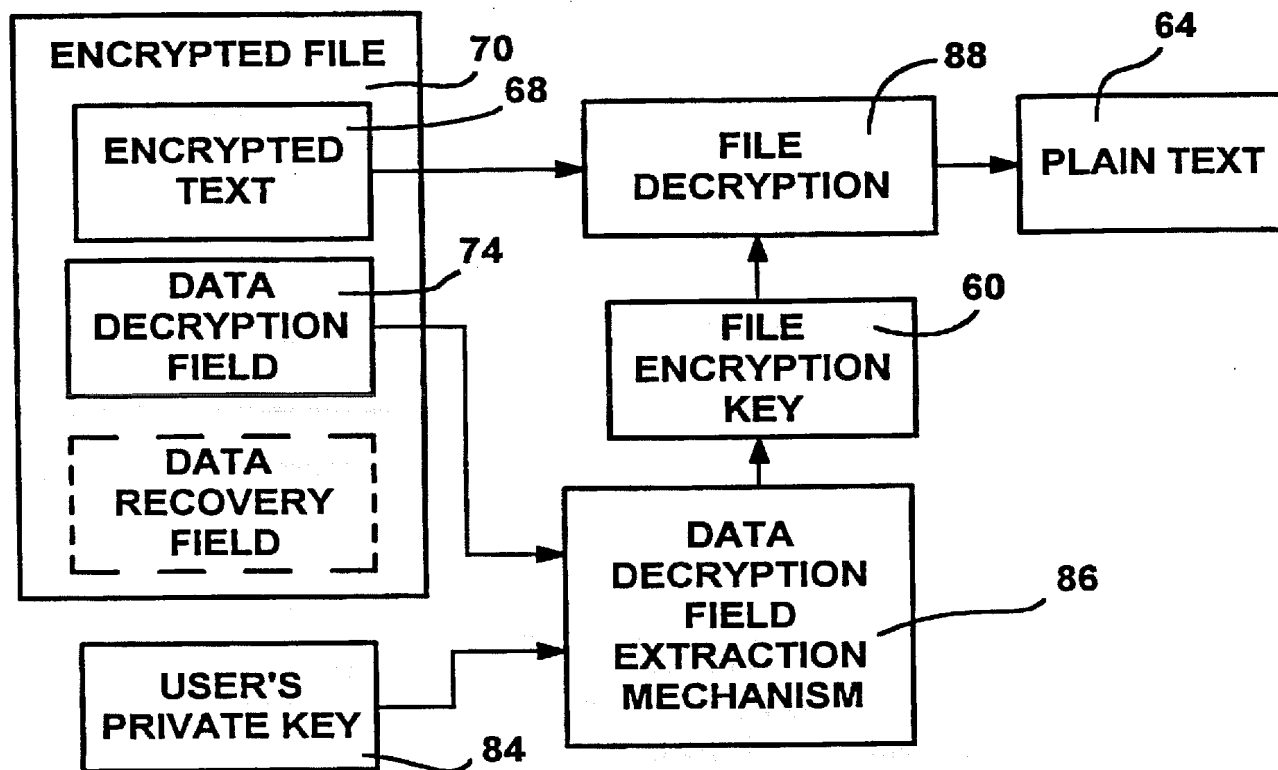 ENCRYPTED FILE
70
68
ENCRYPTED
TEXT
74
DATA
DECRYPTION
FIELD
DATA
RECOVERY
FIELD
USER'S
PRIVATE KEY
84
88
FILE
DECRYPTION
64
PLAIN TEXT
60
FILE
ENCRYPTION
KEY
DATA
DECRYPTION
FIELD
EXTRACTION
MECHANISM
86